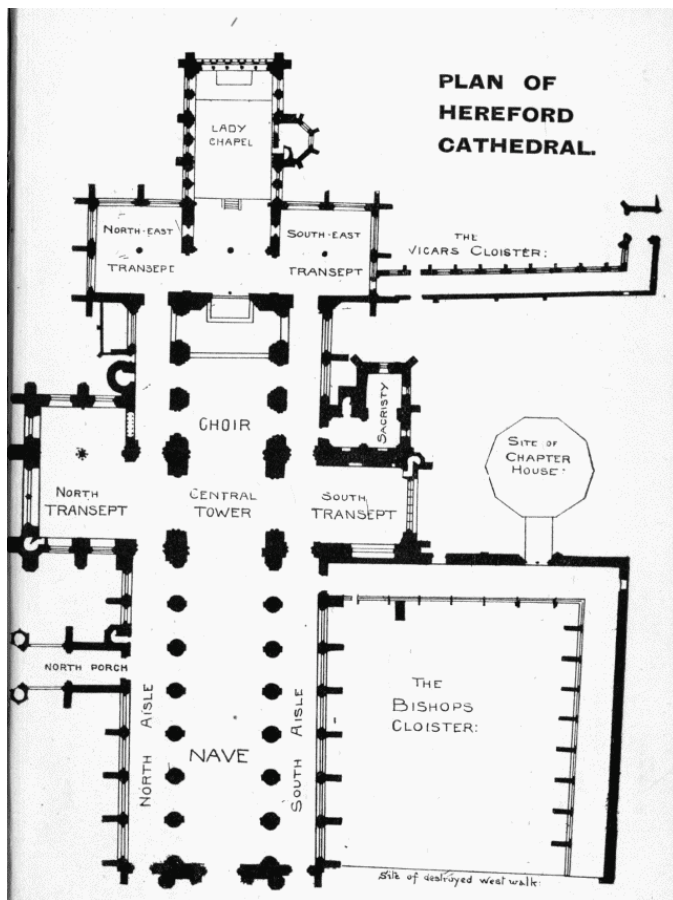 PLAN OF
HEREFORD
CATHEDRAL.
LADY
CHAPEL
NORTH-EAST
TRANSEPT
SOUTH-EAST
TRANSEPT
THE
VICARS CLOISTER:
CHOIR
SACRISTY
SITE OF
CHAPTER
HOUSE:
NORTH
TRANSEPT
CENTRAL
TOWER
SOUTH
TRANSEPT
NORTH PORCH
NORTH AISLE
NAVE
SOUTH AISLE
THE
BISHOPS
CLOISTER:
Site of destroyed West walk.